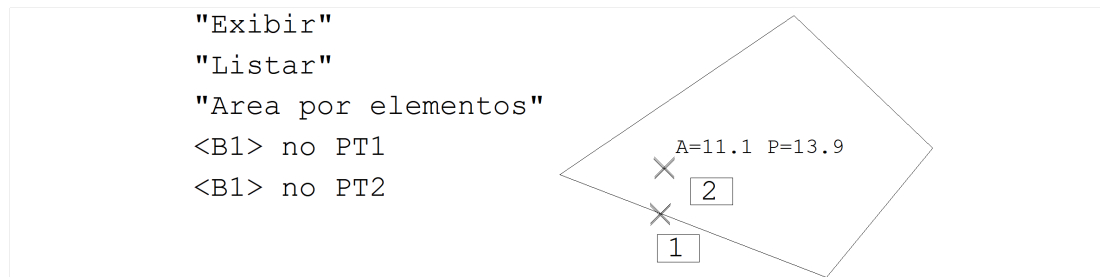 "Exibir"
"Listar"
"Area por elementos"
<B1> no PT1
<B1> no PT2
A=11.1 P=13.9
2
1